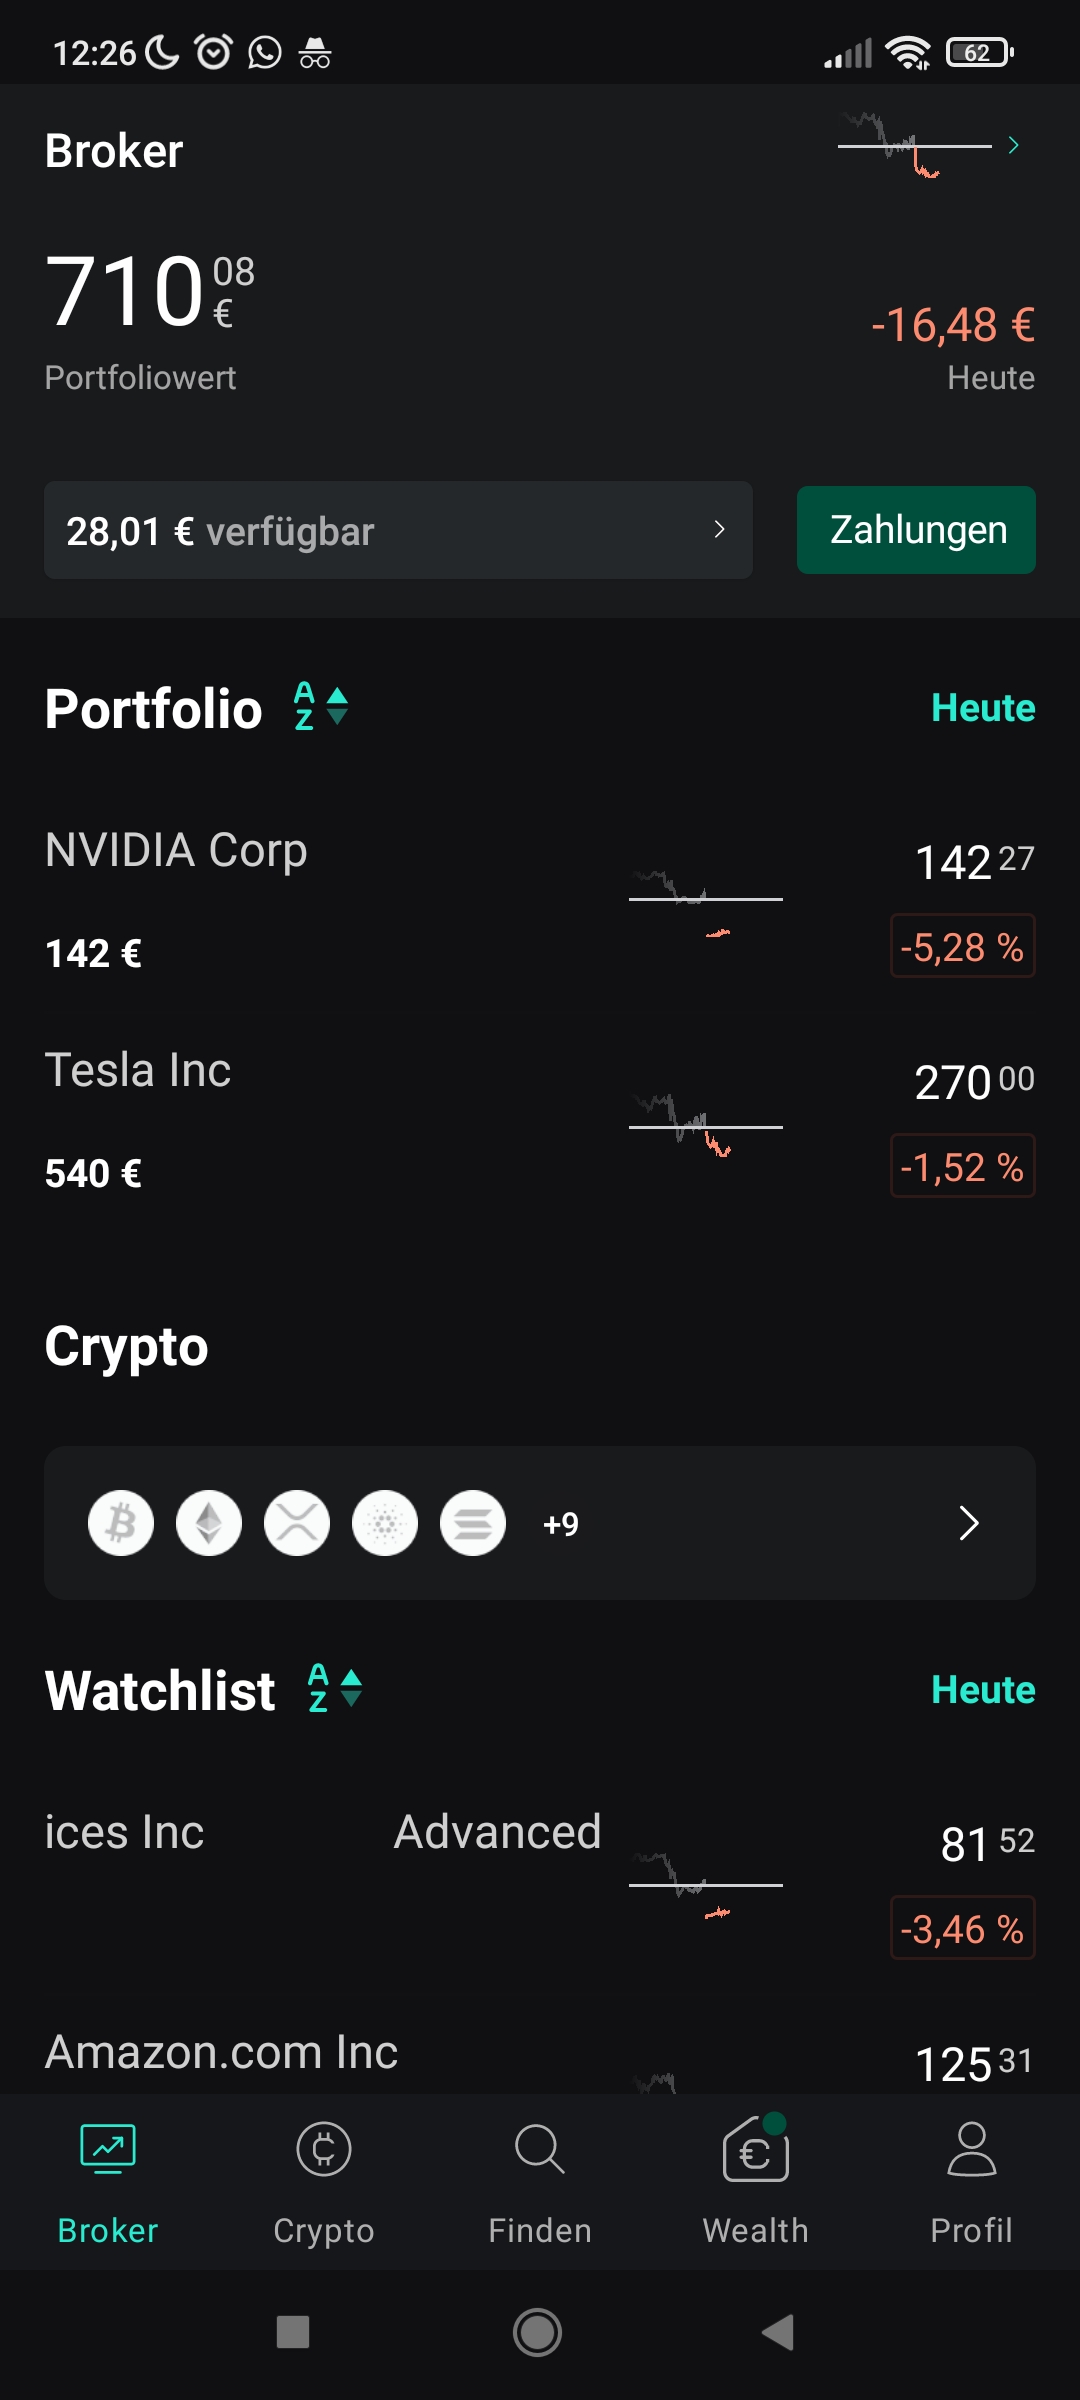 12:26
62
Broker
710 08 €
Portfoliowert
-16,48 €
Heute
28,01 € verfügbar
Zahlungen
Portfolio A Z
Heute
NVIDIA Corp
142 27
142 €
-5,28 %
Tesla Inc
270 00
540 €
-1,52 %
Crypto
+9
Watchlist A Z
Heute
ices Inc Advanced
81 52
-3,46 %
Amazon.com Inc
125 31
Broker
Crypto
Finden
Wealth
Profil